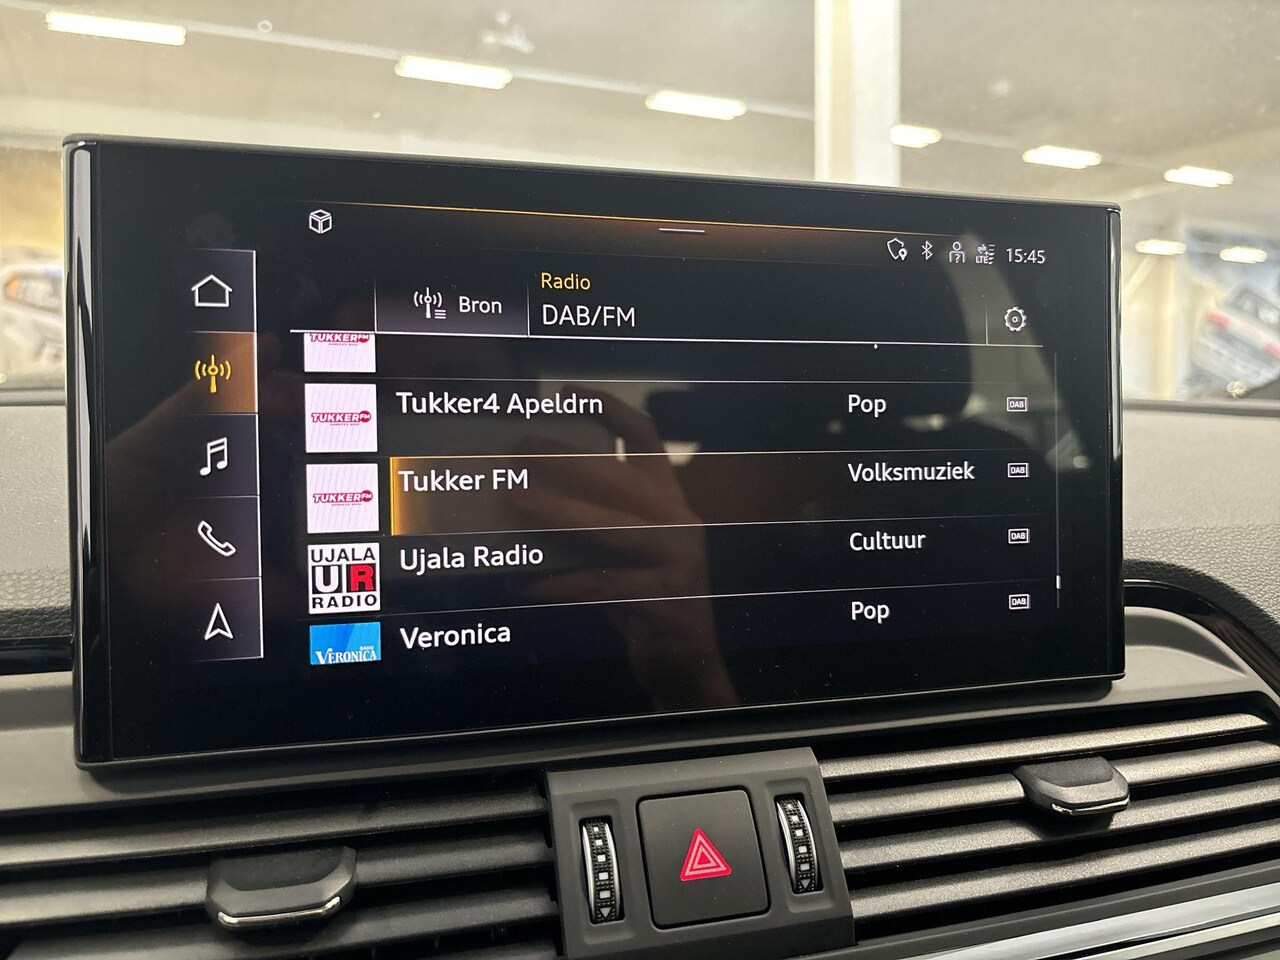 LTE 15:45
Radio
Bron DAB/FM
TUKKER FM
TUKKER FM Tukker4 Apeldrn Pop DAB
TUKKER FM Tukker FM Volksmuziek DAB
UJALA UR RADIO Ujala Radio Cultuur DAB
VERONICA Veronica Pop DAB